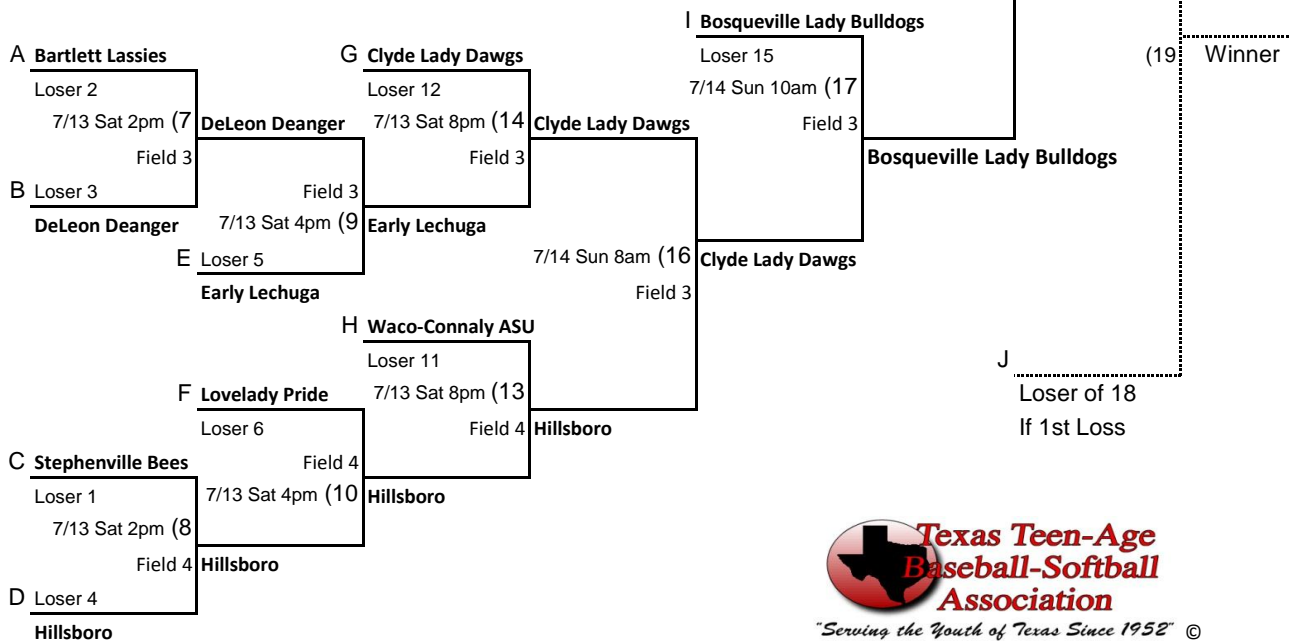 I Bosqueville Lady Bulldogs
A Bartlett Lassies
G Clyde Lady Dawgs
Loser 15
(19 Winner
Loser 2
Loser 12
7/14 Sun 10am (17
7/13 Sat 2pm (7 DeLeon Deanger
7/13 Sat 8pm (14 Clyde Lady Dawgs
Field 3
Field 3
Field 3
Bosqueville Lady Bulldogs
B Loser 3
Field 3
DeLeon Deanger
7/13 Sat 4pm (9 Early Lechuga
E Loser 5
7/14 Sun 8am (16 Clyde Lady Dawgs
Early Lechuga
Field 3
H Waco-Connaly ASU
Loser 11
J
F Lovelady Pride
7/13 Sat 8pm (13
Loser of 18
Loser 6
Field 4 Hillsboro
If 1st Loss
C Stephenville Bees
Field 4
Loser 1
7/13 Sat 4pm (10 Hillsboro
7/13 Sat 2pm (8
Field 4 Hillsboro
D Loser 4
Hillsboro
Texas Teen-Age
Baseball-Softball
Association
"Serving the Youth of Texas Since 1952" ©